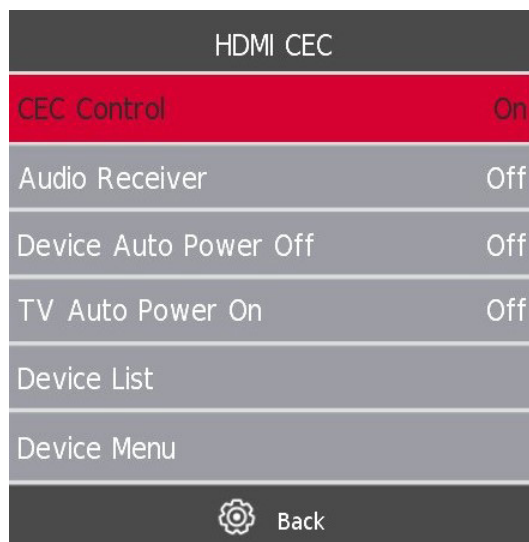 HDMI CEC
CEC Control On
Audio Receiver Off
Device Auto Power Off Off
TV Auto Power On Off
Device List
Device Menu
Back